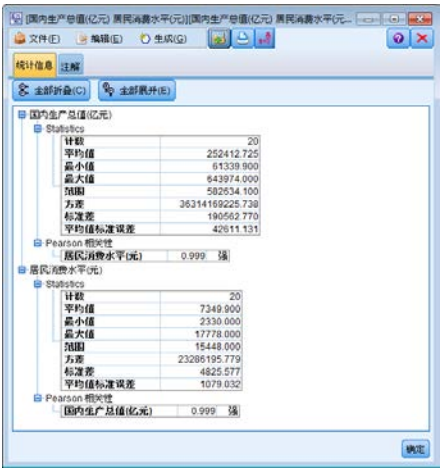 [国内生产总值(亿元) 居民消费水平(元)][国内生产总值(亿元) 居民消费水平(元...
文件(F) 编辑(E) 生成(G)
统计信息 注解
全部折叠(C) 全部展开(E)
国内生产总值(亿元)
Statistics
计数 20
平均值 252412.725
最小值 61339.900
最大值 643974.000
范围 582634.100
方差 36314169225.738
标准差 190562.770
平均值标准误差 42611.131
Pearson 相关性
居民消费水平(元) 0.999 强
居民消费水平(元)
Statistics
计数 20
平均值 7349.900
最小值 2330.000
最大值 17778.000
范围 15448.000
方差 23286195.779
标准差 4825.577
平均值标准误差 1079.032
Pearson 相关性
国内生产总值(亿元) 0.999 强
确定